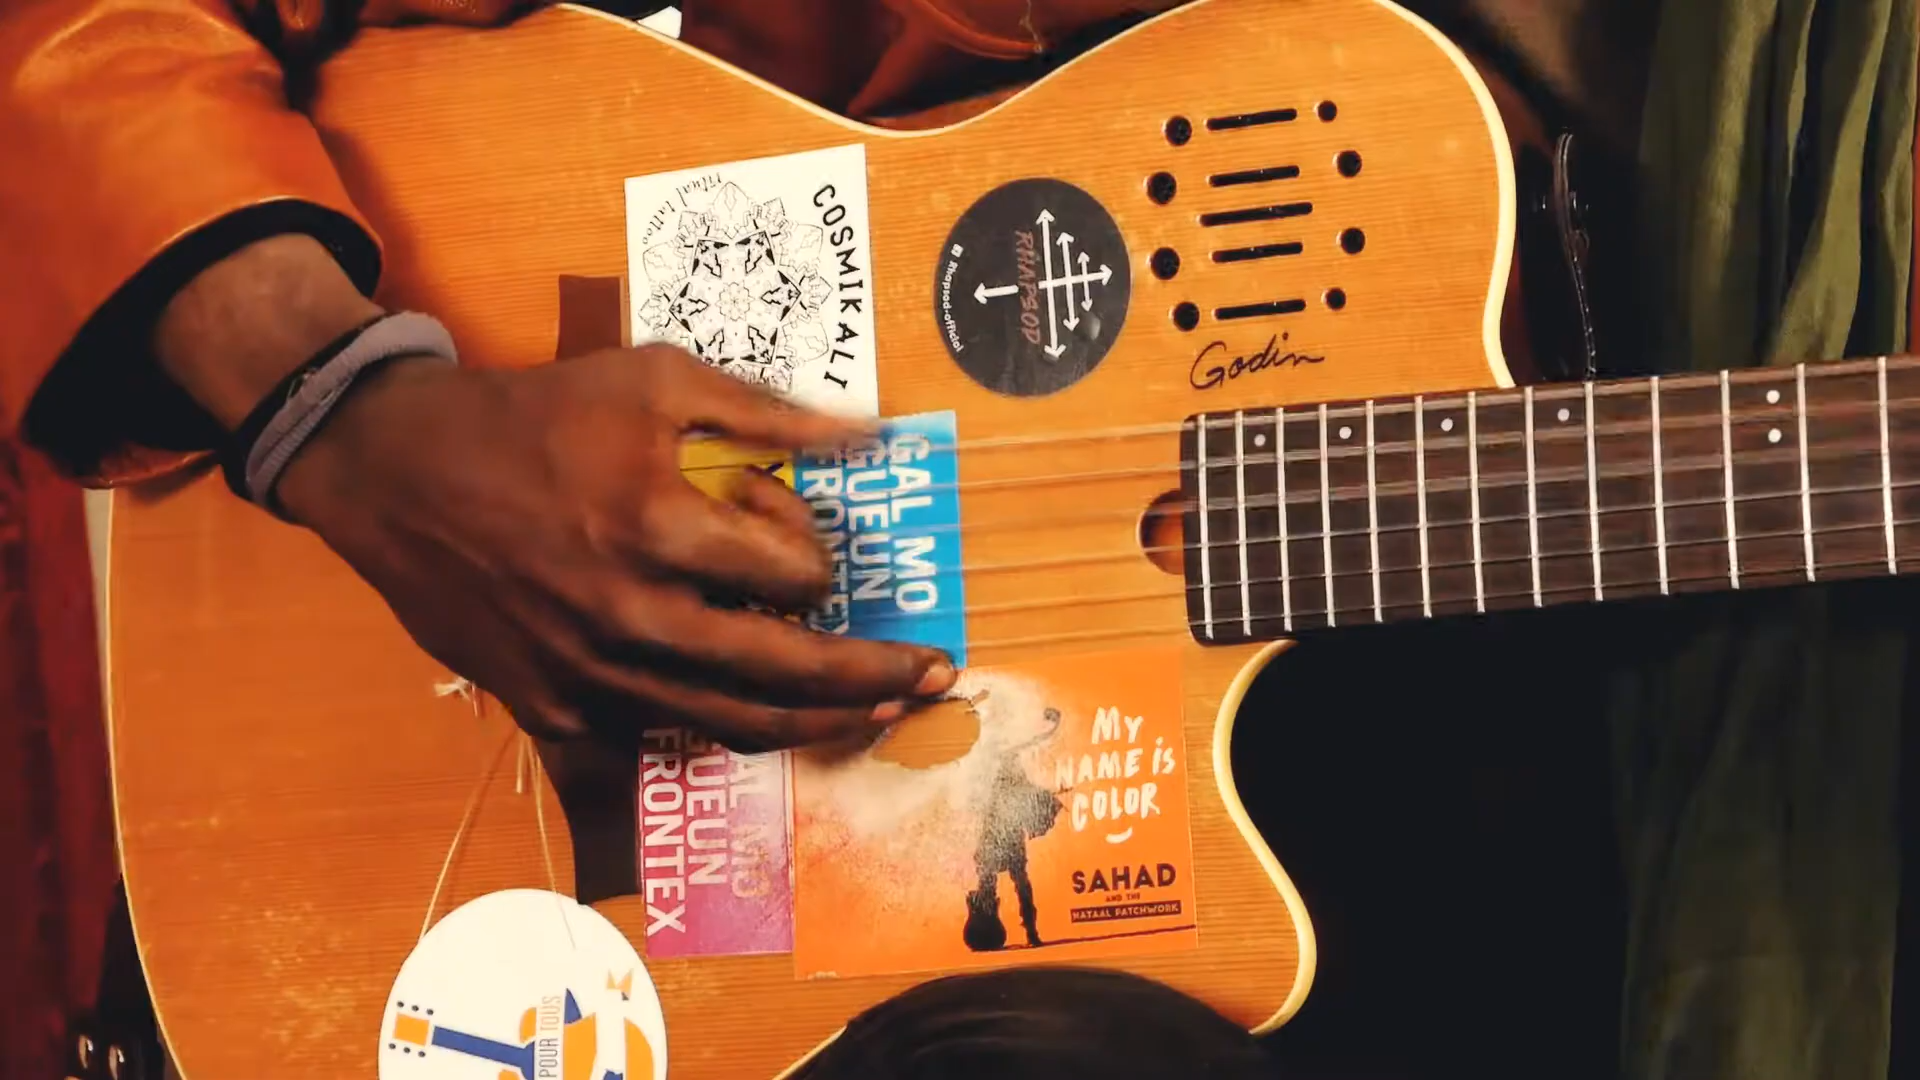 ritual tattoo
COSMIKALI
RHAPSOD
Rhapsod-official
Godin
GAL MO
GUEUN
FRONTEX
GAL MO
GUEUN
FRONTEX
My
NAME is
COLOR
SAHAD
AND THE
NATAAL PATCHWORK
POUR TOUS